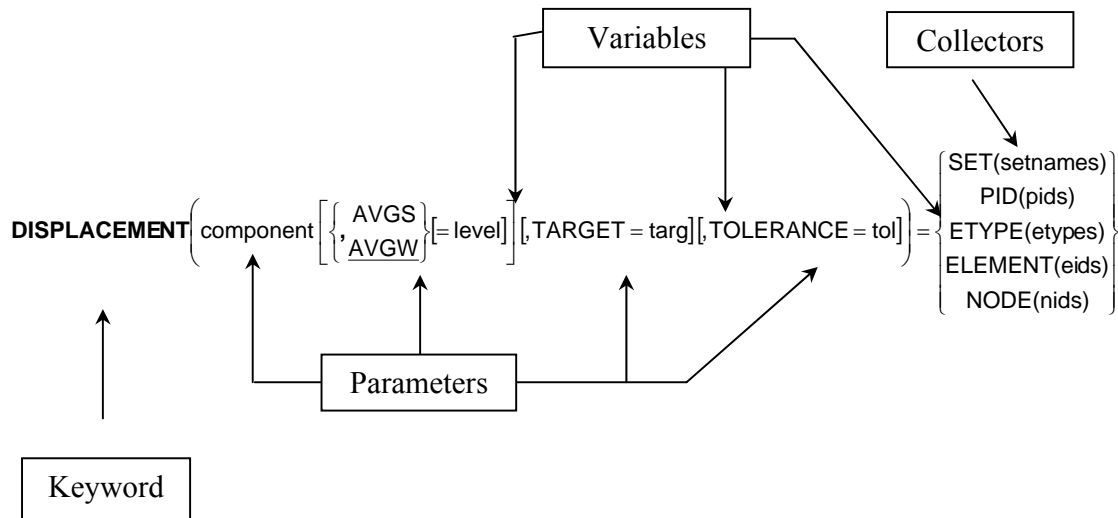 Variables
Collectors
DISPLACEMENT(component[{, AVGS AVGW}[= level]][,TARGET = targ][,TOLERANCE = tol]) =
SET(setnames)
PID(pids)
ETYPE(etypes)
ELEMENT(eids)
NODE(nids)
Parameters
Keyword